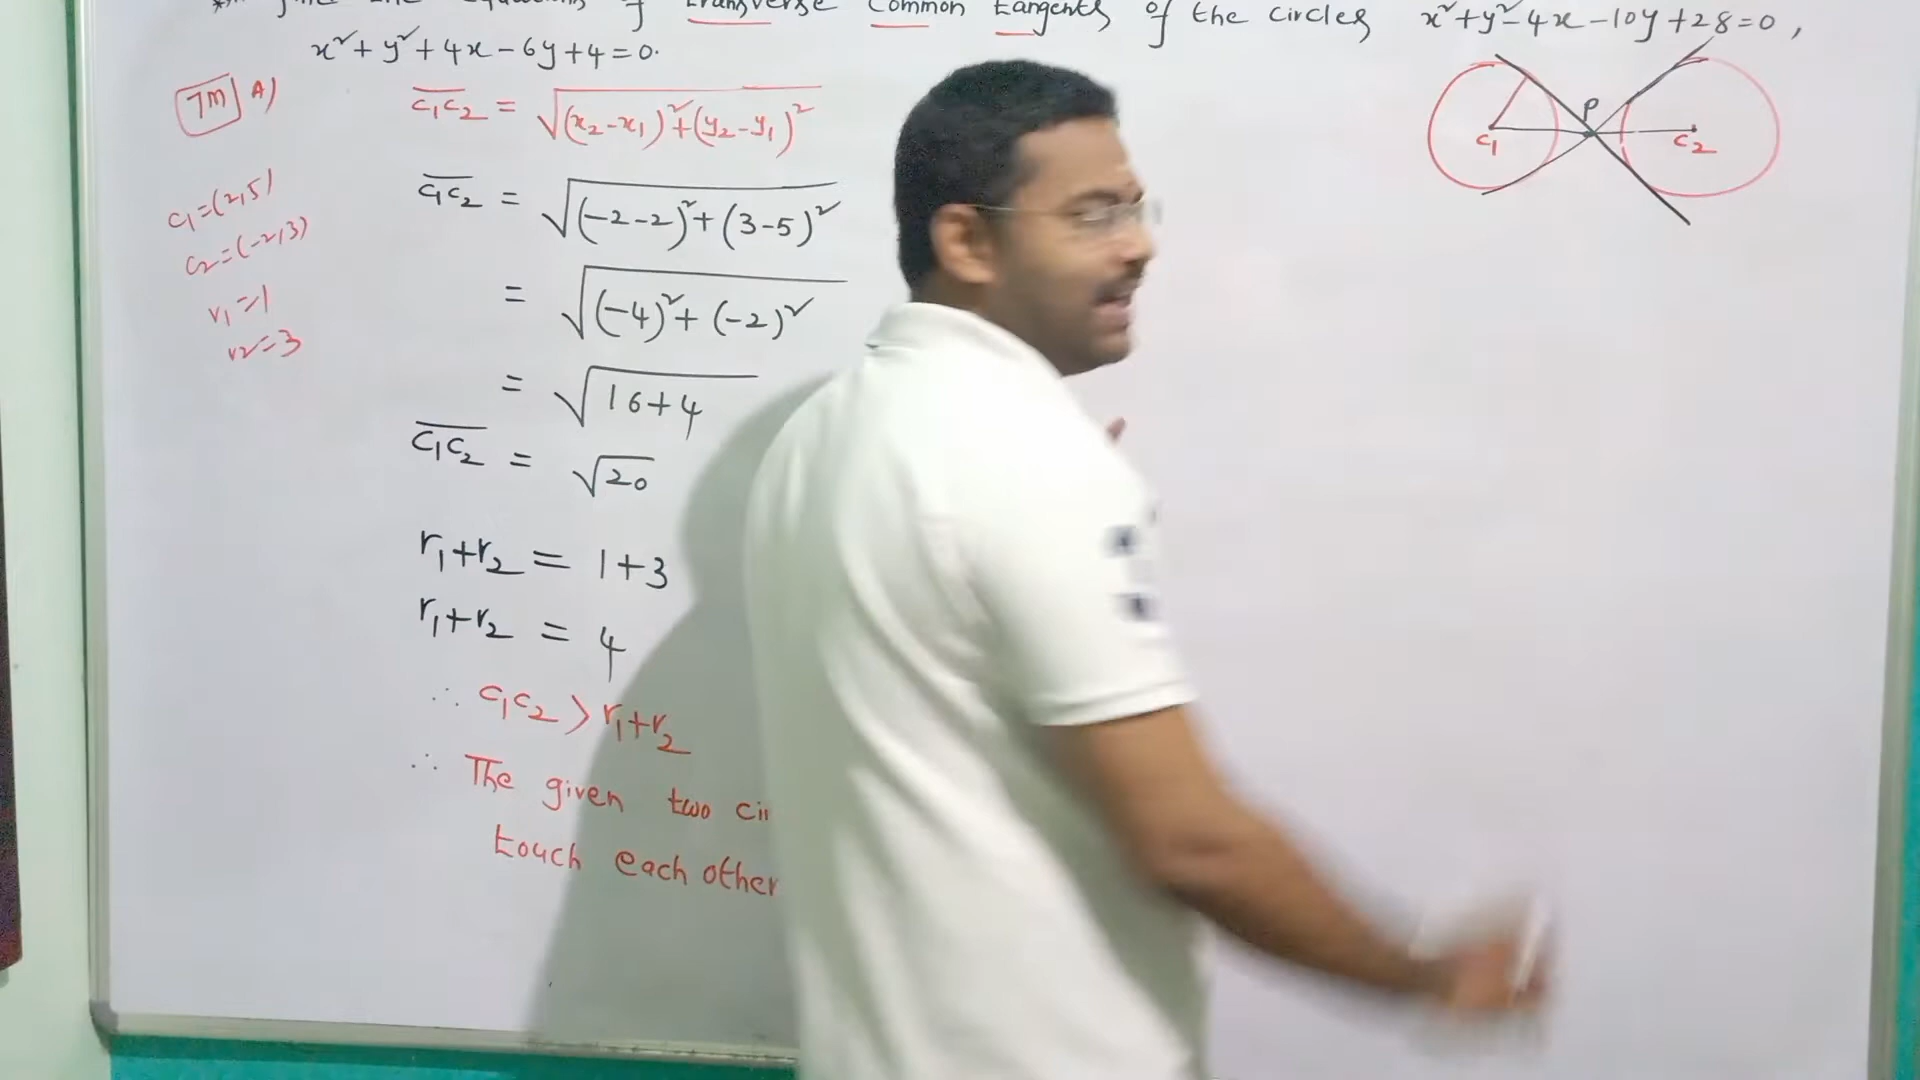 equations of transverse common tangents of the circles x²+y²-4x-10y+28=0,
x²+y²+4x-6y+4=0.
7M A)
C₁C₂ = √(x₂-x₁)²+(y₂-y₁)²
C₁=(2,5)
C₂=(-2,3)
r₁=1
r₂=3
C₁C₂ = √(-2-2)²+(3-5)²
= √(-4)²+(-2)²
= √16+4
C₁C₂ = √20
r₁+r₂ = 1+3
r₁+r₂ = 4
∴ C₁C₂ > r₁+r₂
∴ The given two
touch each other
P
C₁
C₂